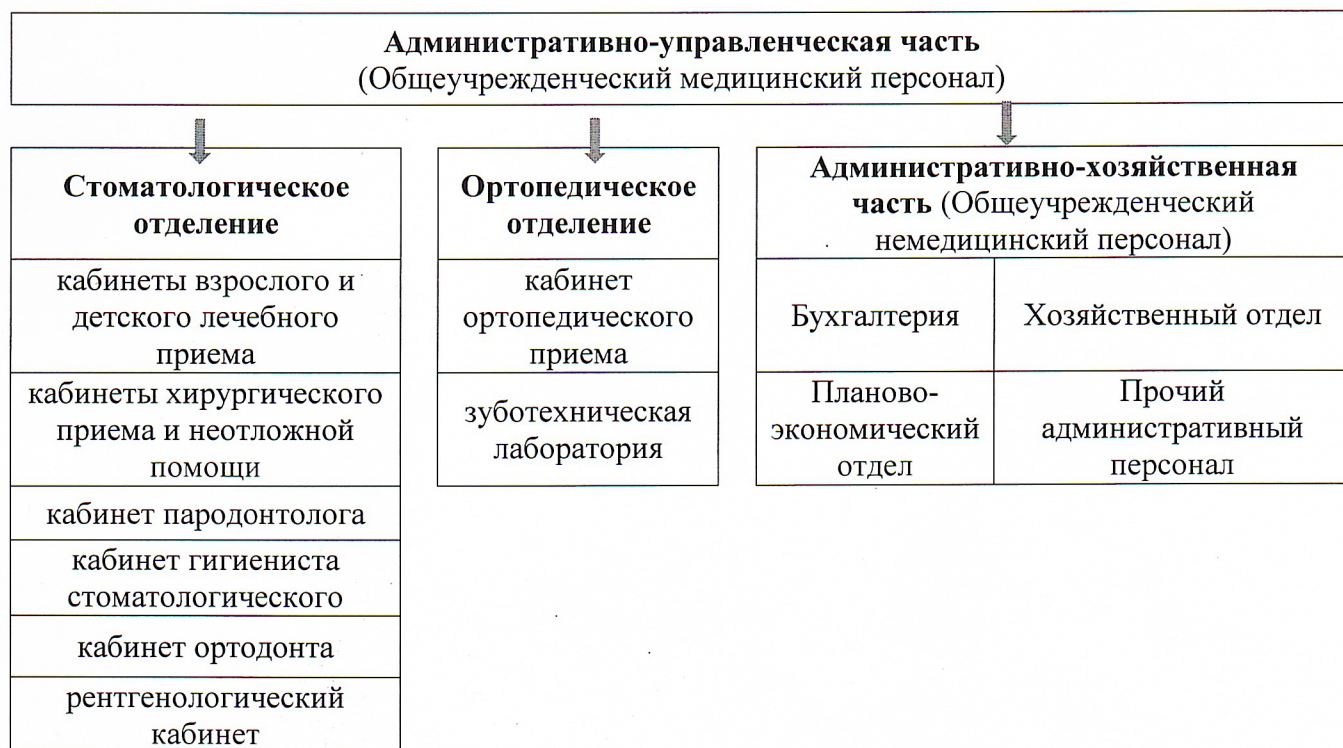 Административно-управленческая часть
(Общеучрежденческий медицинский персонал)
Стоматологическое
отделение
кабинеты взрослого и
детского лечебного
приема
кабинеты хирургического
приема и неотложной
помощи
кабинет пародонтолога
кабинет гигиениста
стоматологического
кабинет ортодонта
рентгенологический
кабинет
Ортопедическое
отделение
кабинет
ортопедического
приема
зуботехническая
лаборатория
Административно-хозяйственная
часть (Общеучрежденческий
немедицинский персонал)
Бухгалтерия
Хозяйственный отдел
Планово-
экономический
отдел
Прочий
административный
персонал